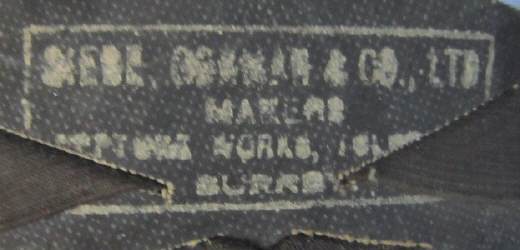 SIEBE, GORMAN & CO., LTD
MAKERS
NEPTUNE WORKS,
SURREY